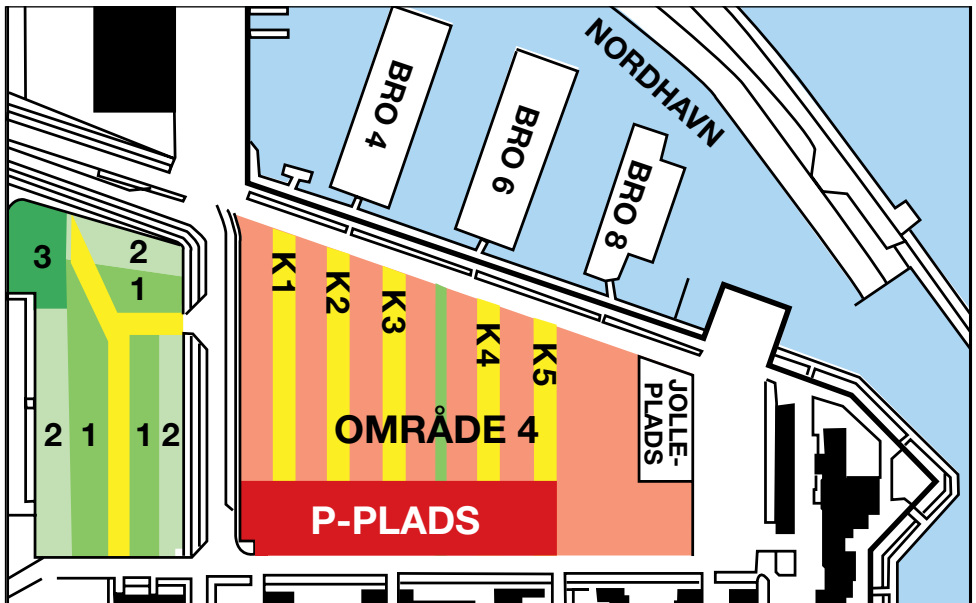 NORDHAVN
BRO 4
BRO 6
BRO 8
3
2
1
K1
K2
K3
K4
K5
JOLLE-
PLADS
2
1
1
2
OMRÅDE 4
P-PLADS